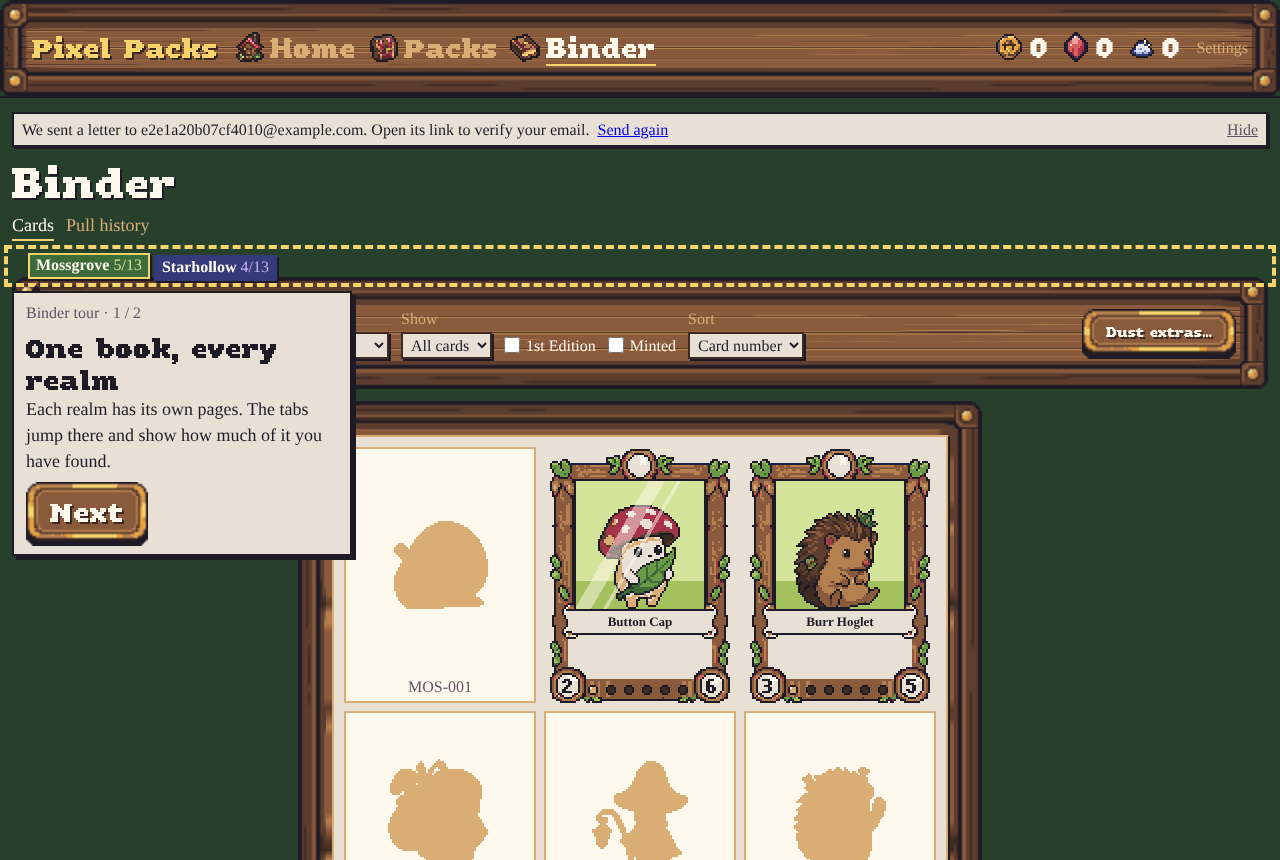 Pixel Packs Home Packs Binder 0 0 0 Settings
We sent a letter to e2e1a20b07cf4010@example.com. Open its link to verify your email. Send again Hide
Binder
Cards Pull history
Mossgrove 5/13 Starhollow 4/13
Binder tour · 1 / 2
One book, every
realm
Each realm has its own pages. The tabs
jump there and show how much of it you
have found.
Next
Show Sort
All cards 1st Edition Minted Card number Dust extras...
MOS-001
Button Cap
2 6
Burr Hoglet
3 5